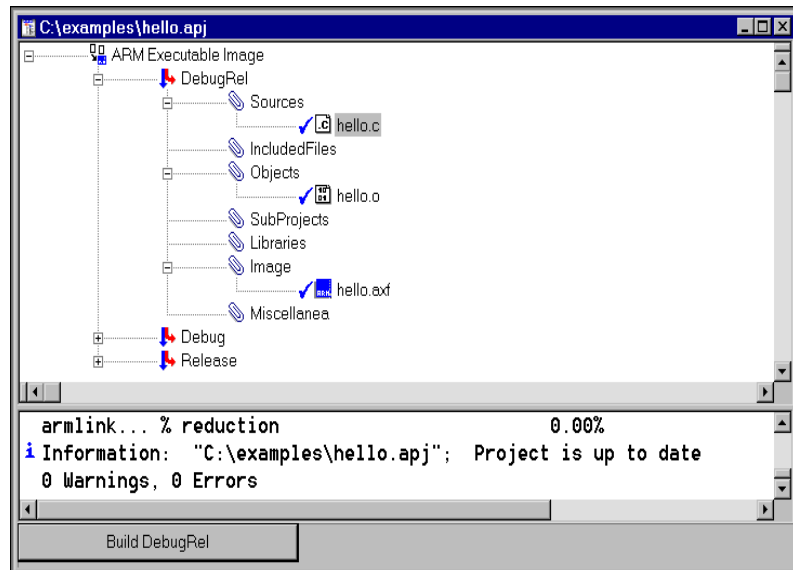 C:\examples\hello.apj
ARM Executable Image
DebugRel
Sources
.C hello.c
IncludedFiles
Objects
hello.o
SubProjects
Libraries
Image
ARM hello.axf
Miscellanea
Debug
Release
armlink... % reduction 0.00%
i Information: "C:\examples\hello.apj"; Project is up to date
0 Warnings, 0 Errors
Build DebugRel